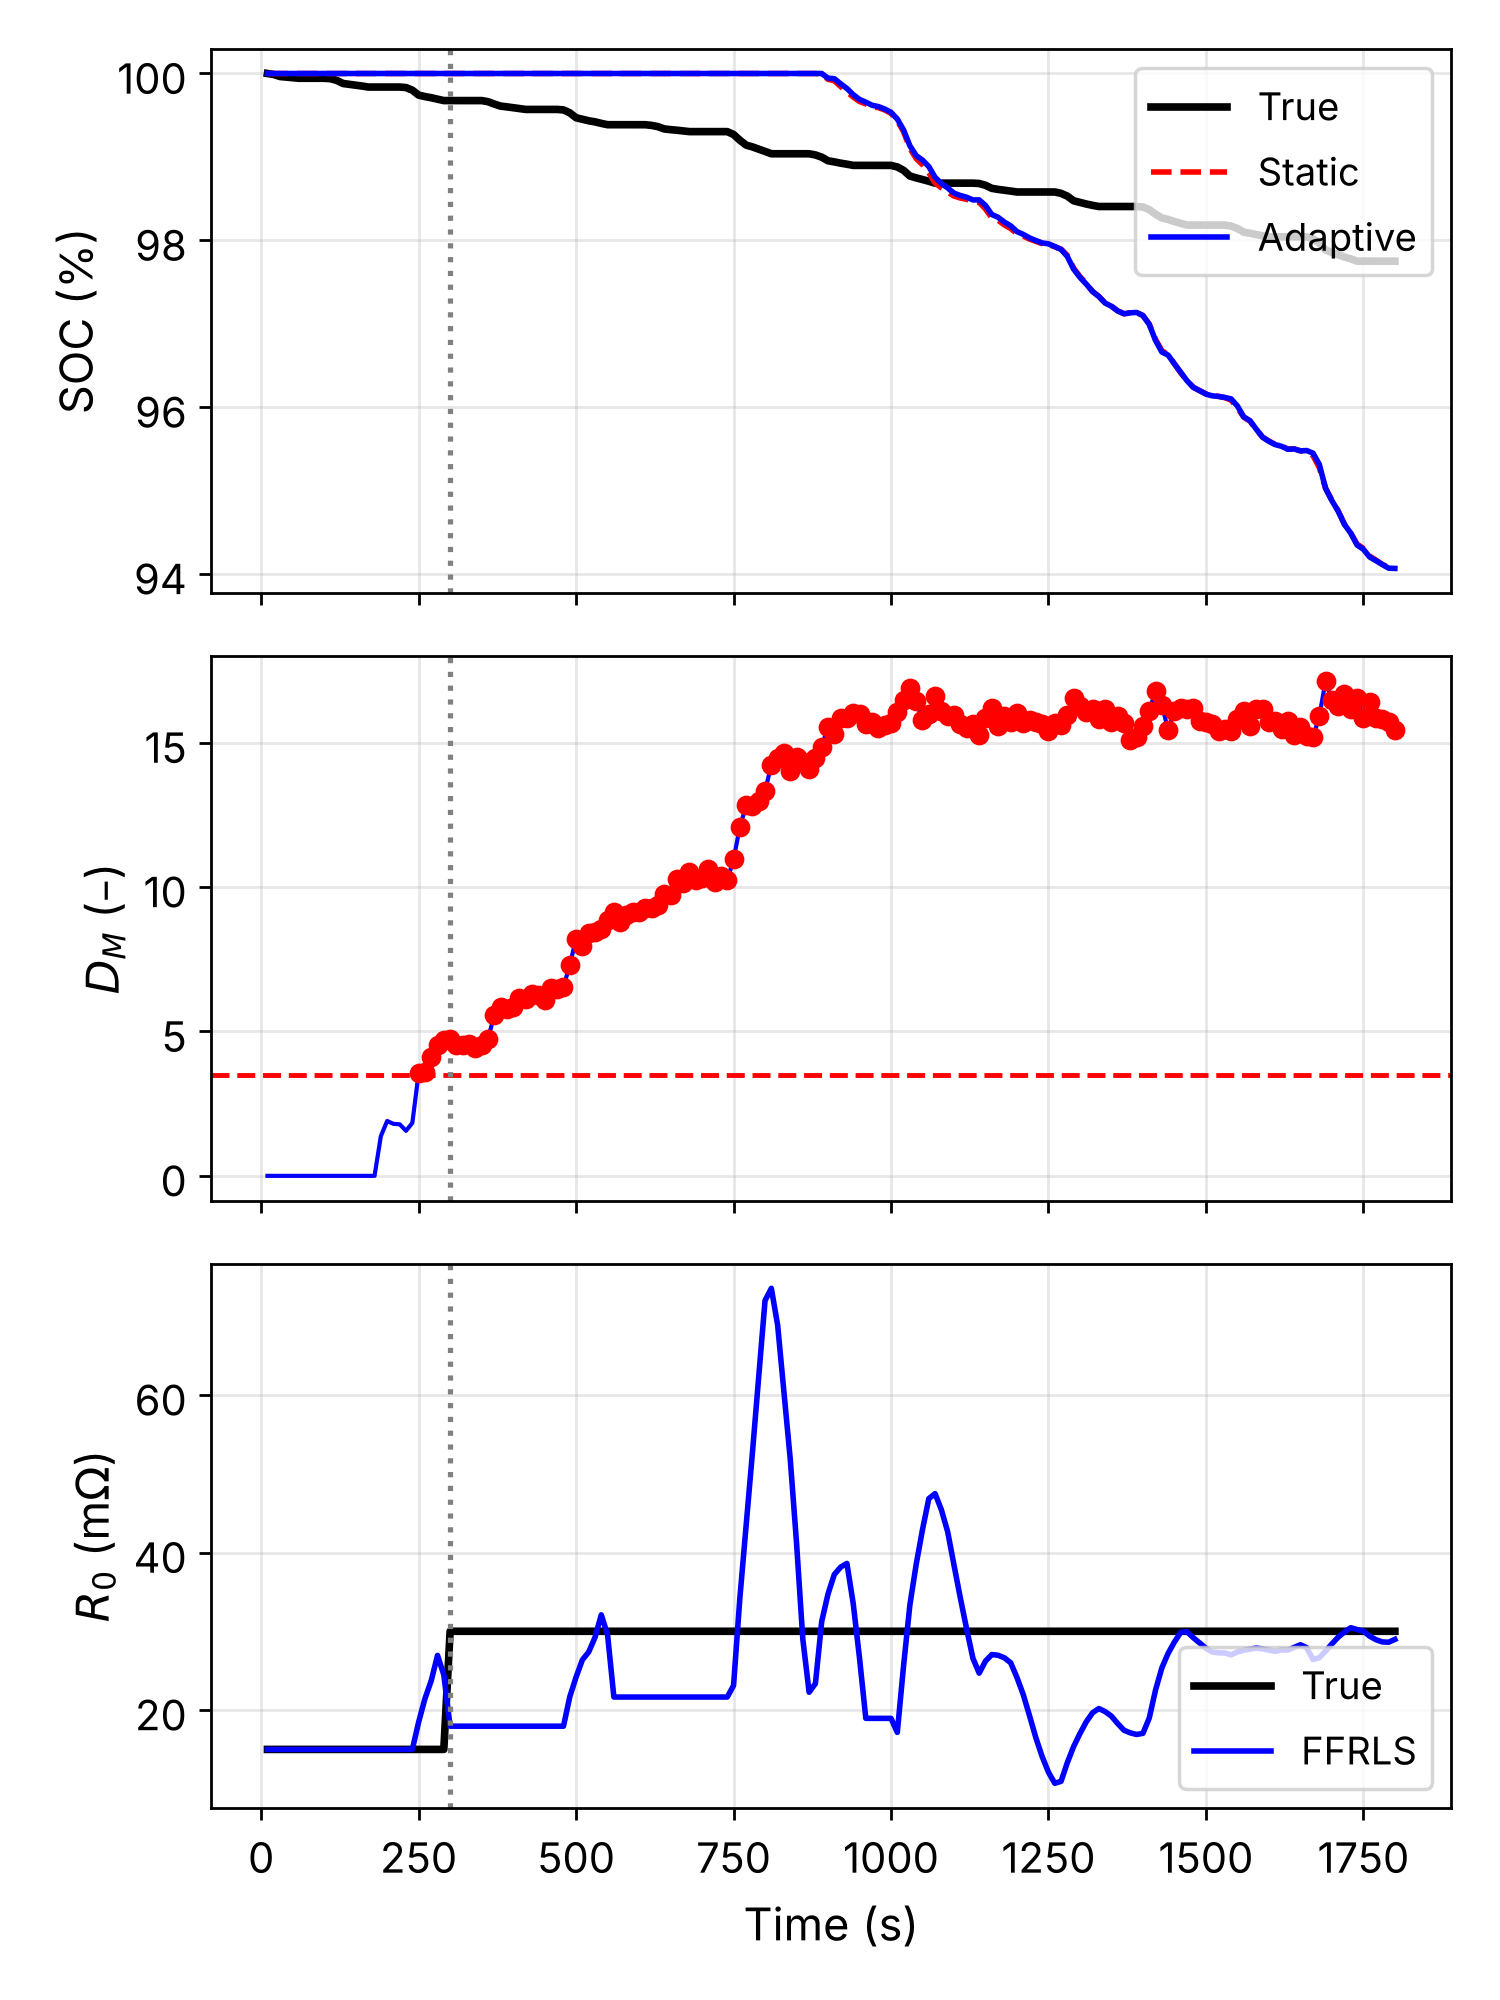 100
98
96
94
SOC (%)
True
Static
Adaptive
15
10
5
0
D_M (–)
60
40
20
R_0 (mΩ)
True
FFRLS
0 250 500 750 1000 1250 1500 1750
Time (s)